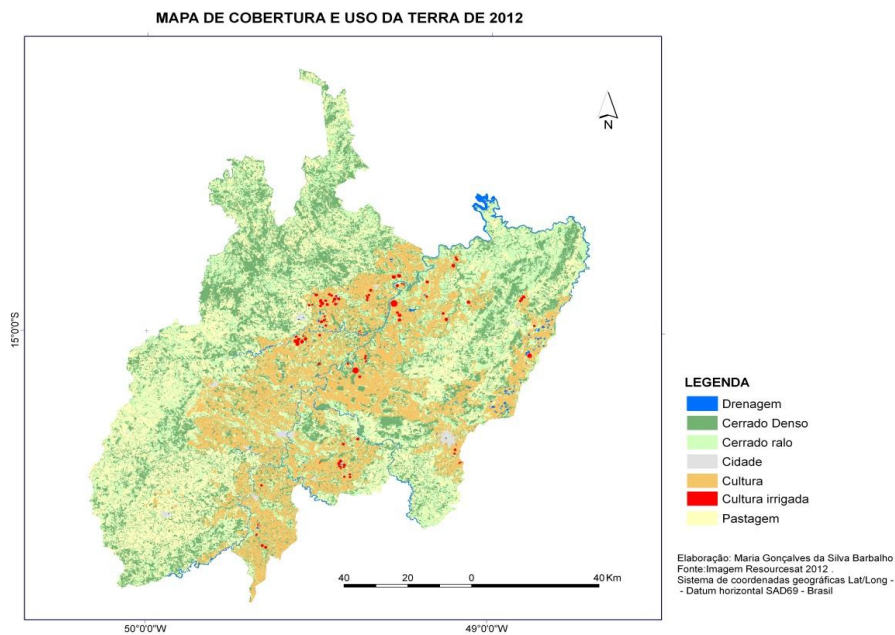 MAPA DE COBERTURA E USO DA TERRA DE 2012
N
15°0'0"S
LEGENDA
Drenagem
Cerrado Denso
Cerrado ralo
Cidade
Cultura
Cultura irrigada
Pastagem
Elaboração: Maria Gonçalves da Silva Barbalho
Fonte:Imagem Resourcesat 2012 .
Sistema de coordenadas geográficas Lat/Long -
- Datum horizontal SAD69 - Brasil
40 20 0 40 Km
50°0'0"W 49°0'0"W